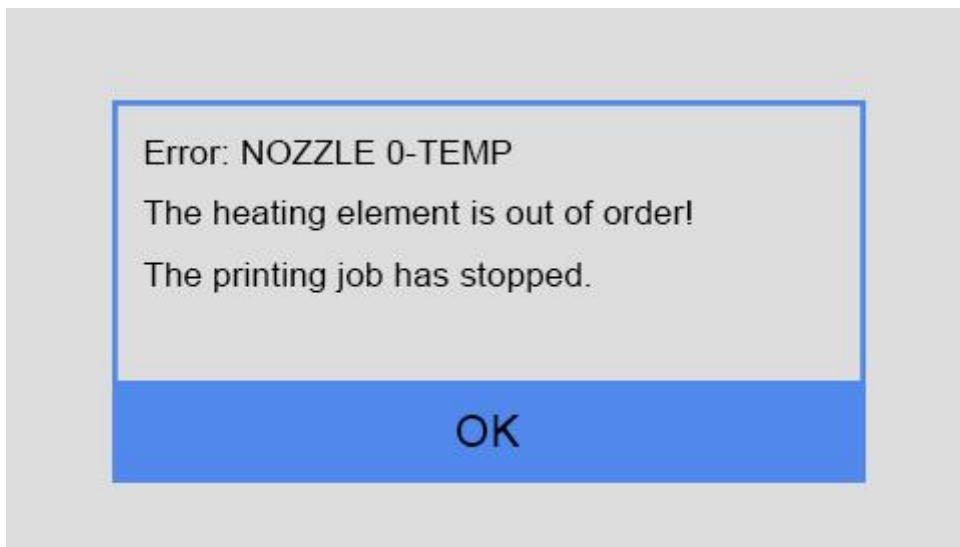 Error: NOZZLE 0-TEMP
The heating element is out of order!
The printing job has stopped.
OK